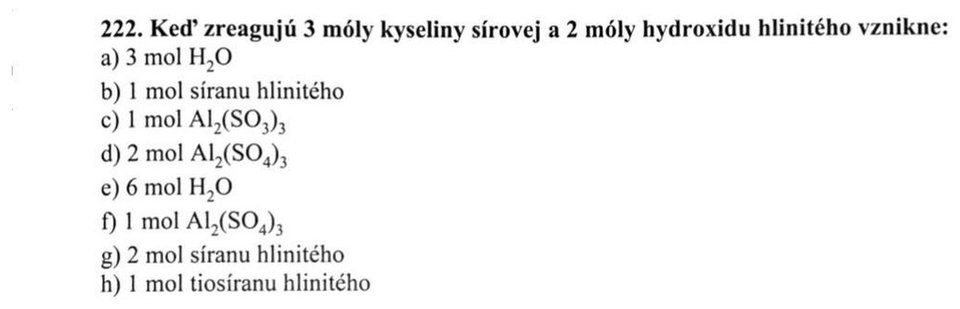 222. Keď zreagujú 3 móly kyseliny sírovej a 2 móly hydroxidu hlinitého vznikne:
a) 3 mol H₂O
b) 1 mol síranu hlinitého
c) 1 mol Al₂(SO₃)₃
d) 2 mol Al₂(SO₄)₃
e) 6 mol H₂O
f) 1 mol Al₂(SO₄)₃
g) 2 mol síranu hlinitého
h) 1 mol tiosíranu hlinitého